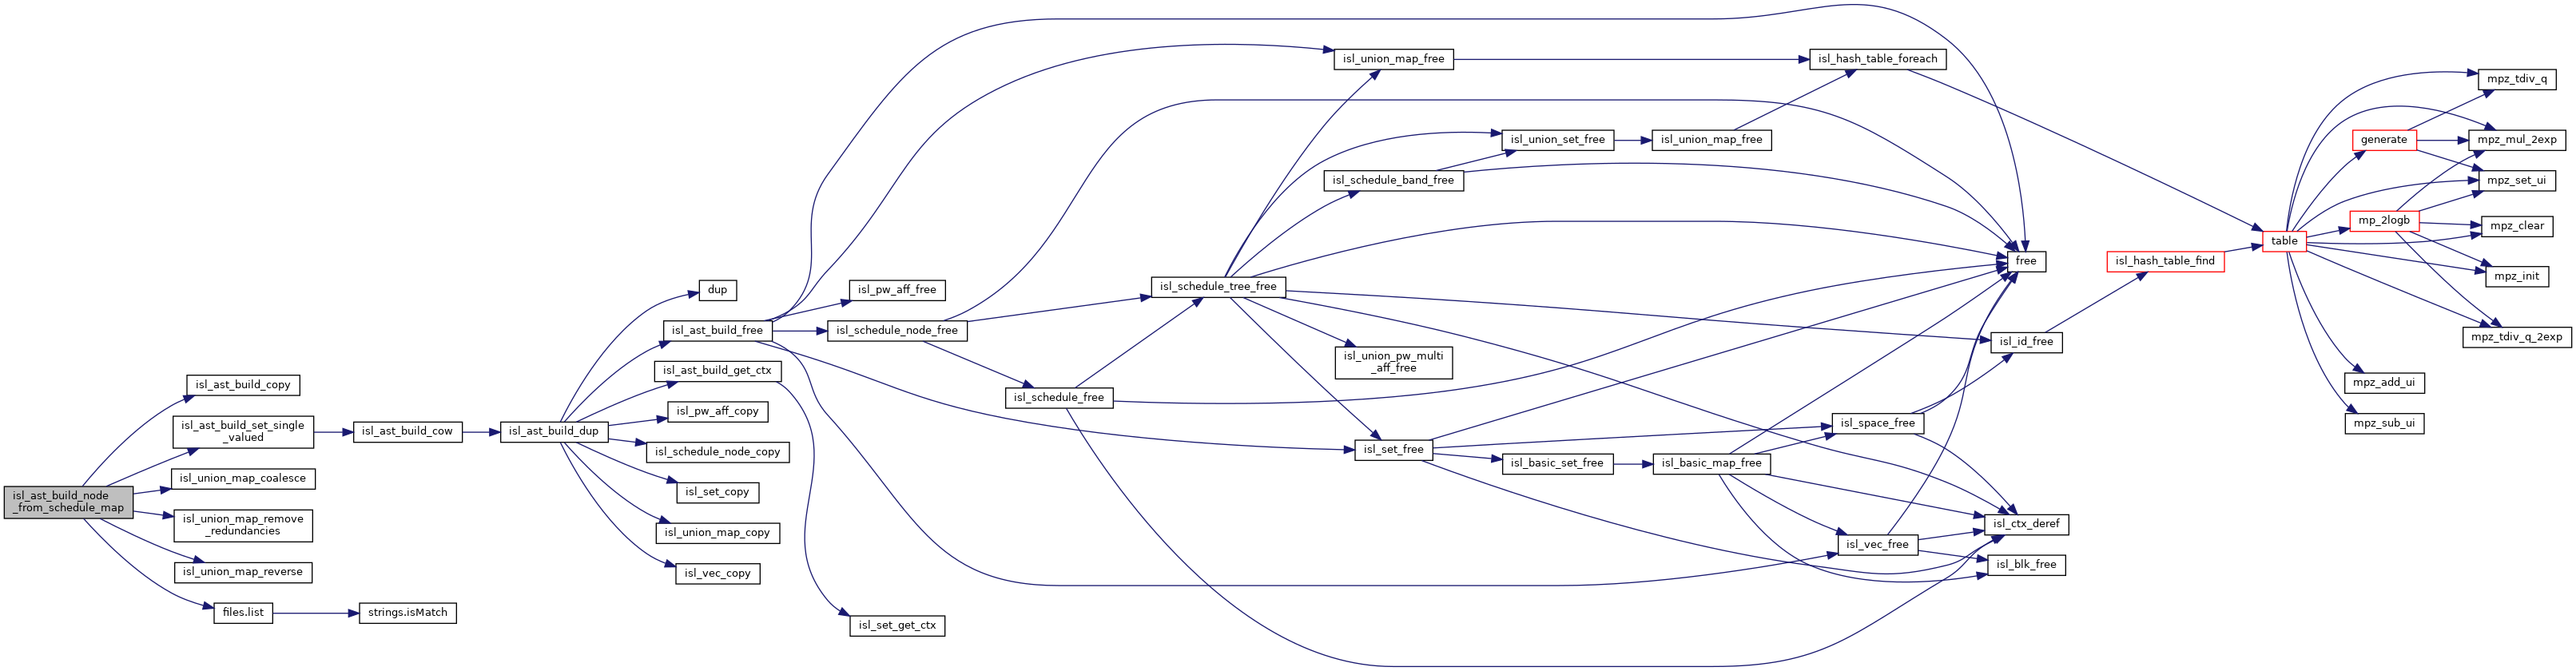 isl_ast_build_node
_from_schedule_map
isl_ast_build_copy
isl_ast_build_set_single
_valued
isl_union_map_coalesce
isl_union_map_remove
_redundancies
isl_union_map_reverse
files.list
isl_ast_build_cow
strings.isMatch
isl_ast_build_dup
dup
isl_ast_build_free
isl_ast_build_get_ctx
isl_pw_aff_copy
isl_schedule_node_copy
isl_set_copy
isl_union_map_copy
isl_vec_copy
isl_pw_aff_free
isl_schedule_node_free
isl_set_get_ctx
isl_schedule_free
isl_schedule_tree_free
isl_union_map_free
isl_schedule_band_free
isl_union_pw_multi
_aff_free
isl_set_free
isl_union_set_free
isl_basic_set_free
isl_union_map_free
isl_basic_map_free
isl_hash_table_foreach
isl_space_free
isl_vec_free
free
isl_id_free
isl_ctx_deref
isl_blk_free
isl_hash_table_find
table
generate
mp_2logb
mpz_add_ui
mpz_sub_ui
mpz_tdiv_q
mpz_mul_2exp
mpz_set_ui
mpz_clear
mpz_init
mpz_tdiv_q_2exp